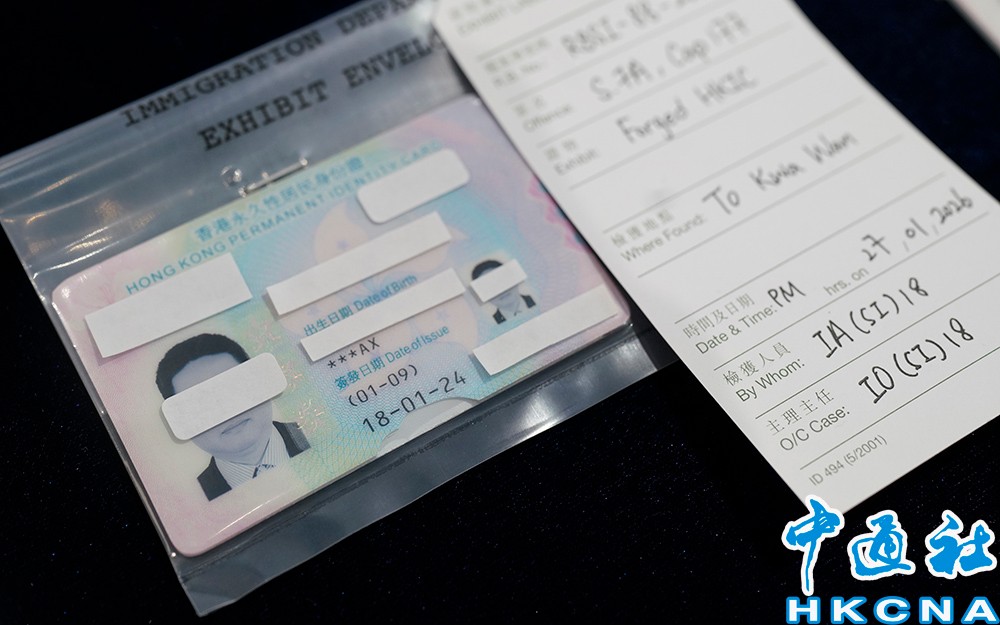 IMMIGRATION DEPA
EXHIBIT ENVEL
香港永久性居民身份證
HONG KONG PERMANENT IDENTITY CARD
出生日期 Date of Birth
***AX
簽發日期 Date of Issue
(01-09)
18-01-24
Offence:
S.7A, Cap 177
Exhibit:
Forged HKIC
檢獲地點
Where Found: To Kwa Wan
時間及日期
Date & Time: PM hrs. on 27, 01, 2026
檢獲人員
By Whom: IA(SI)18
主理主任
O/C Case: IO(SI)18
ID 494 (5/2001)
中通社
HKCNA